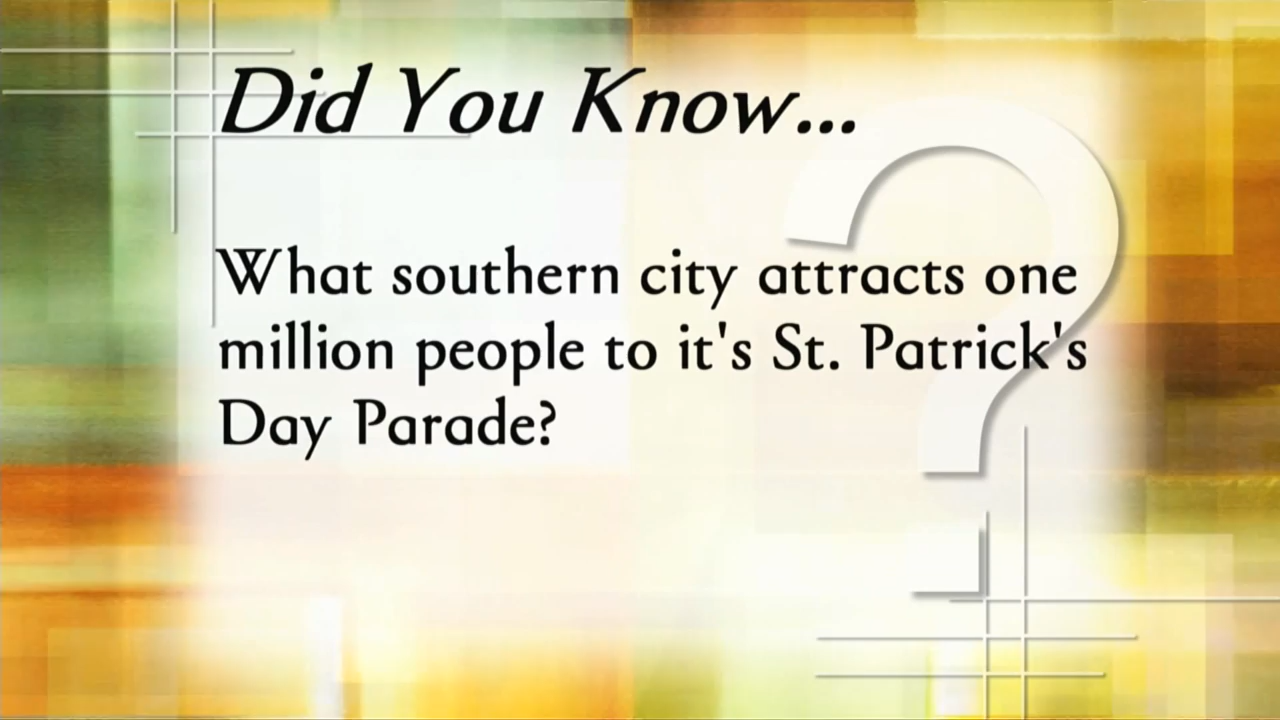 Did You Know...
What southern city attracts one
million people to it's St. Patrick's
Day Parade?